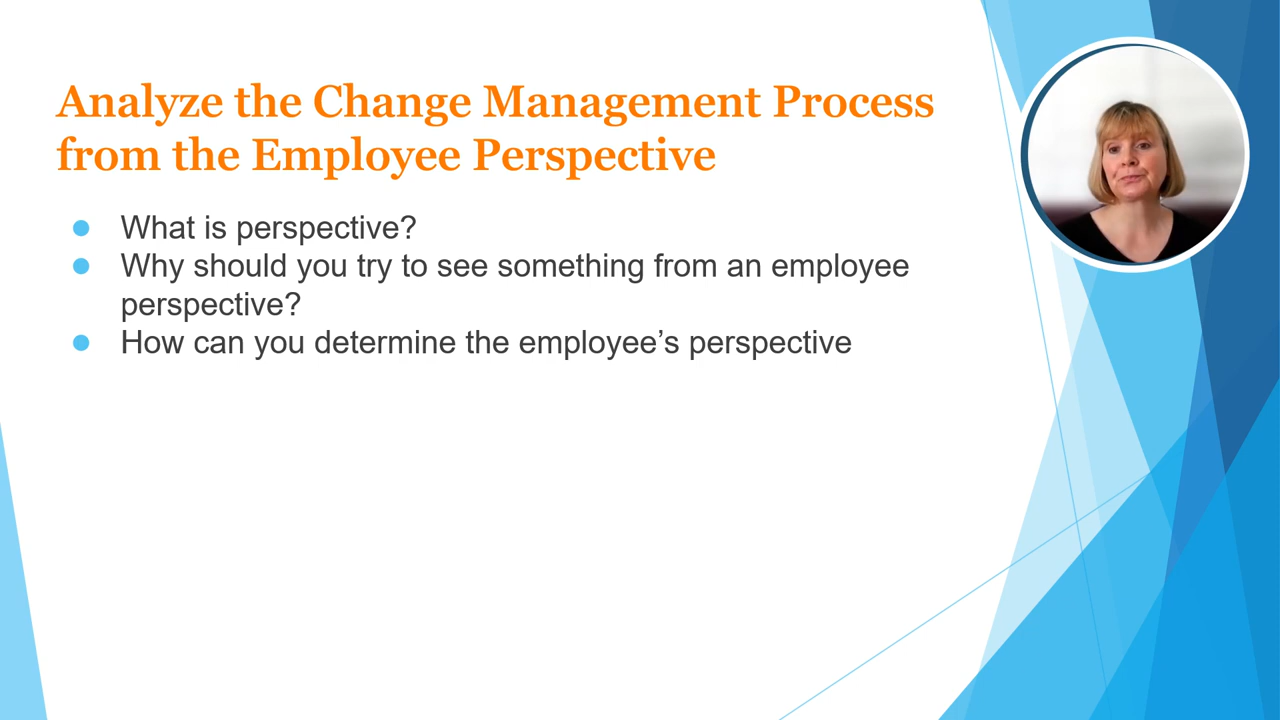 Analyze the Change Management Process
from the Employee Perspective
● What is perspective?
● Why should you try to see something from an employee
perspective?
● How can you determine the employee’s perspective